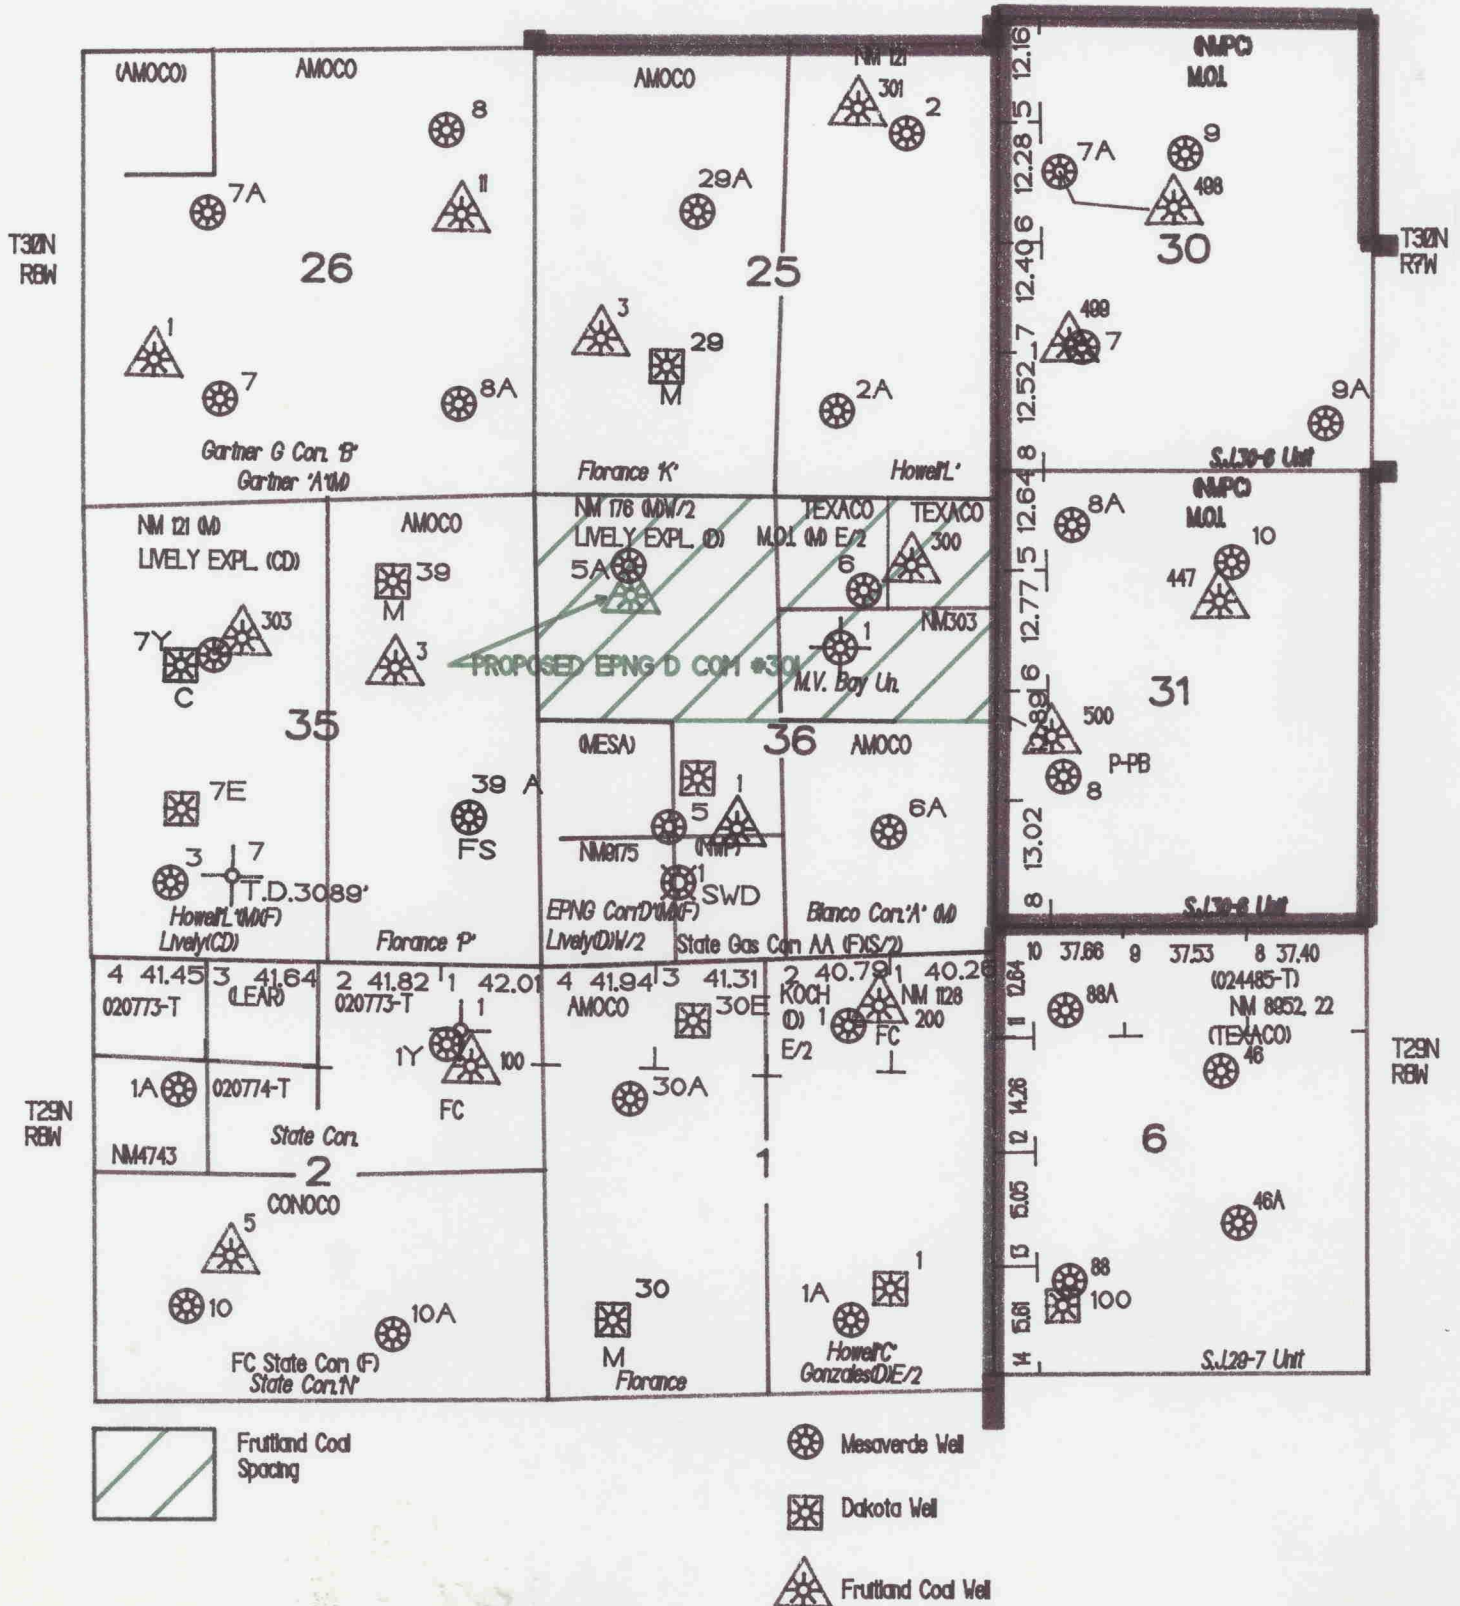 T30N
R8W
(AMOCO)
AMOCO
8
7A
11
26
1
7
8A
Gartner G Con. 'B'
Gartner 'A'(M)
AMOCO
NM 121
301
2
29A
25
3
29
M
2A
Florance 'K'
Howell 'L'
(NMPC)
M.O.I.
12.16
5
12.28
6
12.40
7
12.52
8
7A
9
498
30
499
7
9A
S.J.30-6 Unit
T30N
R7W
NM 121 (M)
LIVELY EXPL. (CD)
AMOCO
7Y
303
C
39
M
3
35
7E
3
7
T.D.3089'
39 A
FS
Howell 'L'(M)(F)
Lively(CD)
Florance 'P'
NM 176 (M)W/2
LIVELY EXPL. (D)
5A
TEXACO
M.O.I. (M) E/2
6
TEXACO
300
NM303
1
PROPOSED EPNG D COM #301
M.V. Bay Un.
36
(MESA)
AMOCO
5
1
6A
NM9175
(NWP)
1
SWD
EPNG Com'D'(M)(F)
Lively(D)W/2
Blanco Con.'A' (M)
State Gas Con AA (F)(S/2)
(NMPC)
M.O.I.
12.64
5
12.77
6
7
13.02
8
8A
10
447
31
500
P-PB
8
S.J.30-6 Unit
T29N
R8W
4 41.45
3 41.64
2 41.82
1 42.01
020773-T
(LEAR)
020773-T
1
1Y
100
1A
020774-T
FC
State Con.
NM4743
2
CONOCO
5
10
10A
FC State Con (F)
State Con.'N'
4 41.94
3 41.31
2 40.79
1 40.26
AMOCO
30E
KOCH
(D)
E/2
1
NM 1128
200
FC
30A
1
30
M
1A
1
Howell'C'
Florance
Gonzales(D)E/2
10 37.66 9 37.53 8 37.40
12.64
11
14.26
12
15.05
13
15.61
14
(024485-T)
88A
NM 8952, 22
(TEXACO)
46
6
46A
88
100
S.J.29-7 Unit
T29N
R8W
Fruitland Coal
Spacing
Mesaverde Well
Dakota Well
Fruitland Coal Well